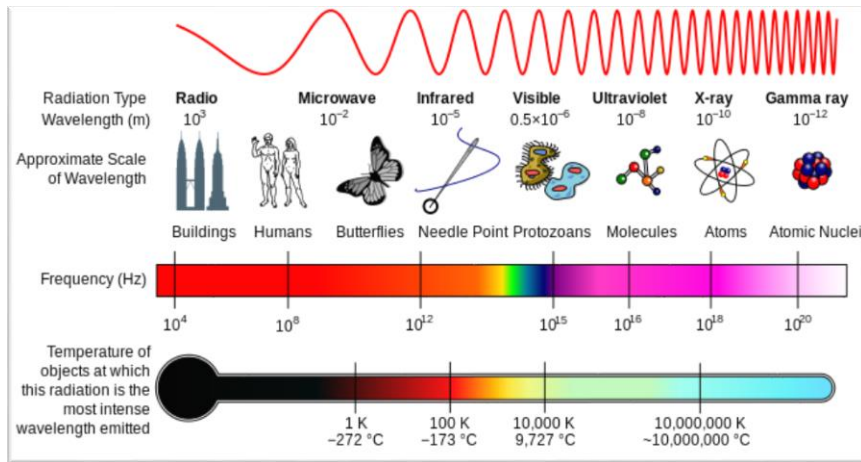 Radiation Type Radio Microwave Infrared Visible Ultraviolet X-ray Gamma ray
Wavelength (m) 10³ 10⁻² 10⁻⁵ 0.5×10⁻⁶ 10⁻⁸ 10⁻¹⁰ 10⁻¹²
Approximate Scale
of Wavelength
Buildings Humans Butterflies Needle Point Protozoans Molecules Atoms Atomic Nuclei
Frequency (Hz)
10⁴ 10⁸ 10¹² 10¹⁵ 10¹⁶ 10¹⁸ 10²⁰
Temperature of
objects at which
this radiation is the
most intense
wavelength emitted
1 K 100 K 10,000 K 10,000,000 K
−272 °C −173 °C 9,727 °C ~10,000,000 °C